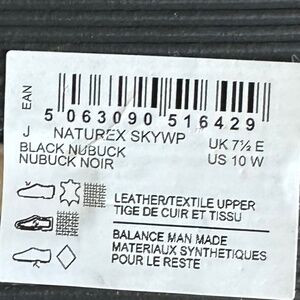 EAN
5 063090 516429
J NATUREX SKYWP
BLACK NUBUCK UK 7½ E
NUBUCK NOIR US 10 W
LEATHER/TEXTILE UPPER
TIGE DE CUIR ET TISSU
BALANCE MAN MADE
MATERIAUX SYNTHETIQUES
POUR LE RESTE